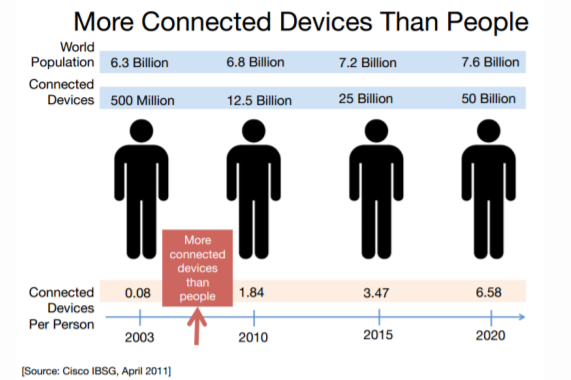 More Connected Devices Than People
World
Population 6.3 Billion 6.8 Billion 7.2 Billion 7.6 Billion
Connected
Devices 500 Million 12.5 Billion 25 Billion 50 Billion
More
connected
devices
than
people
Connected
Devices
Per Person
0.08 1.84 3.47 6.58
2003 2010 2015 2020
[Source: Cisco IBSG, April 2011]